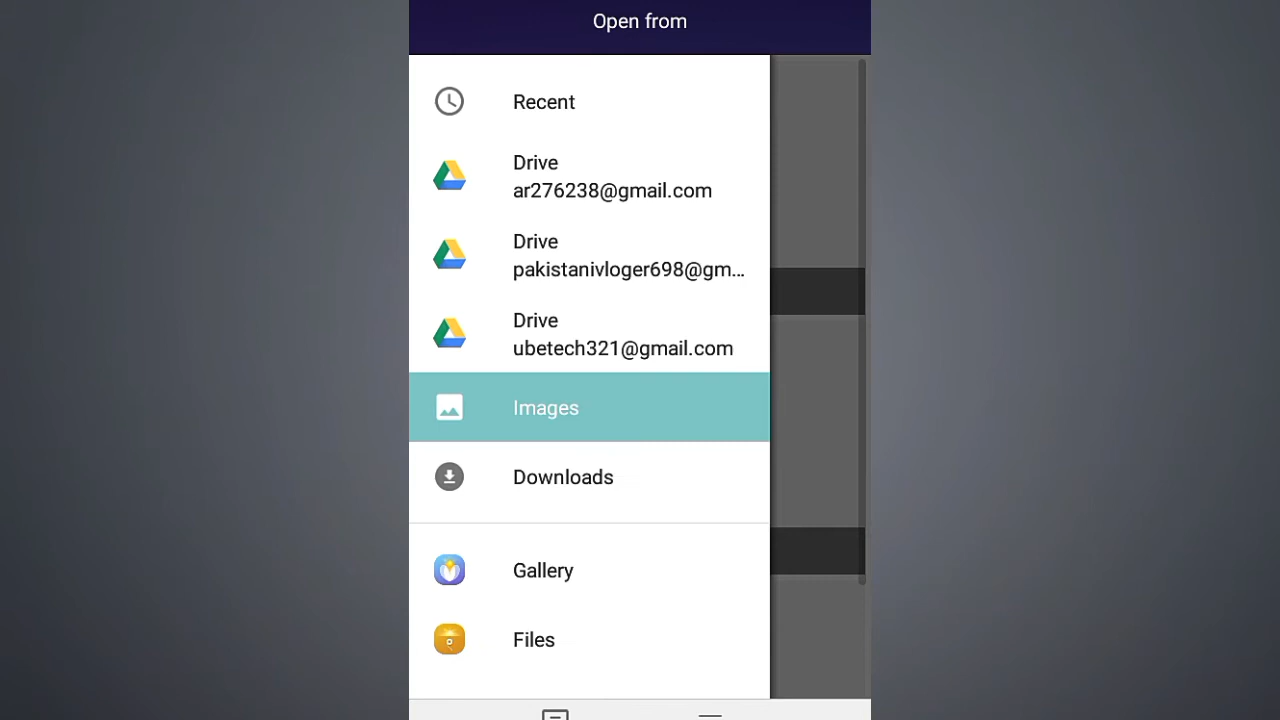 Open from
Recent
Drive
ar276238@gmail.com
Drive
pakistanivloger698@gm...
Drive
ubetech321@gmail.com
Images
Downloads
Gallery
Files